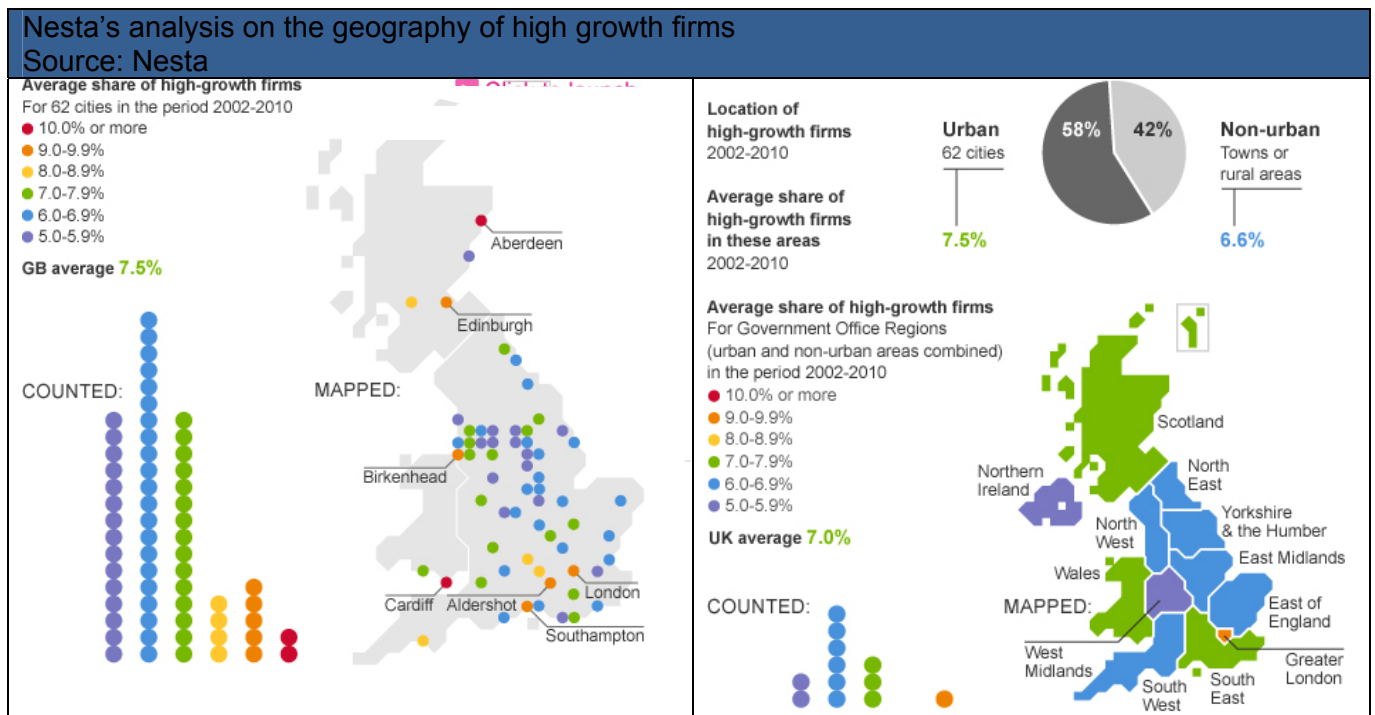 Nesta’s analysis on the geography of high growth firms
Source: Nesta
Average share of high-growth firms
For 62 cities in the period 2002-2010
10.0% or more
9.0-9.9%
8.0-8.9%
7.0-7.9%
6.0-6.9%
5.0-5.9%
GB average 7.5%
COUNTED:
MAPPED:
Aberdeen
Edinburgh
Birkenhead
Cardiff
Aldershot
London
Southampton
Location of
high-growth firms
2002-2010
Urban
62 cities
58%
42%
Non-urban
Towns or
rural areas
Average share of
high-growth firms
in these areas
2002-2010
7.5%
6.6%
Average share of high-growth firms
For Government Office Regions
(urban and non-urban areas combined)
in the period 2002-2010
10.0% or more
9.0-9.9%
8.0-8.9%
7.0-7.9%
6.0-6.9%
5.0-5.9%
UK average 7.0%
COUNTED:
MAPPED:
Scotland
Northern
Ireland
North
East
North
West
Yorkshire
& the Humber
East Midlands
Wales
East of
England
West
Midlands
Greater
London
South
West
South
East